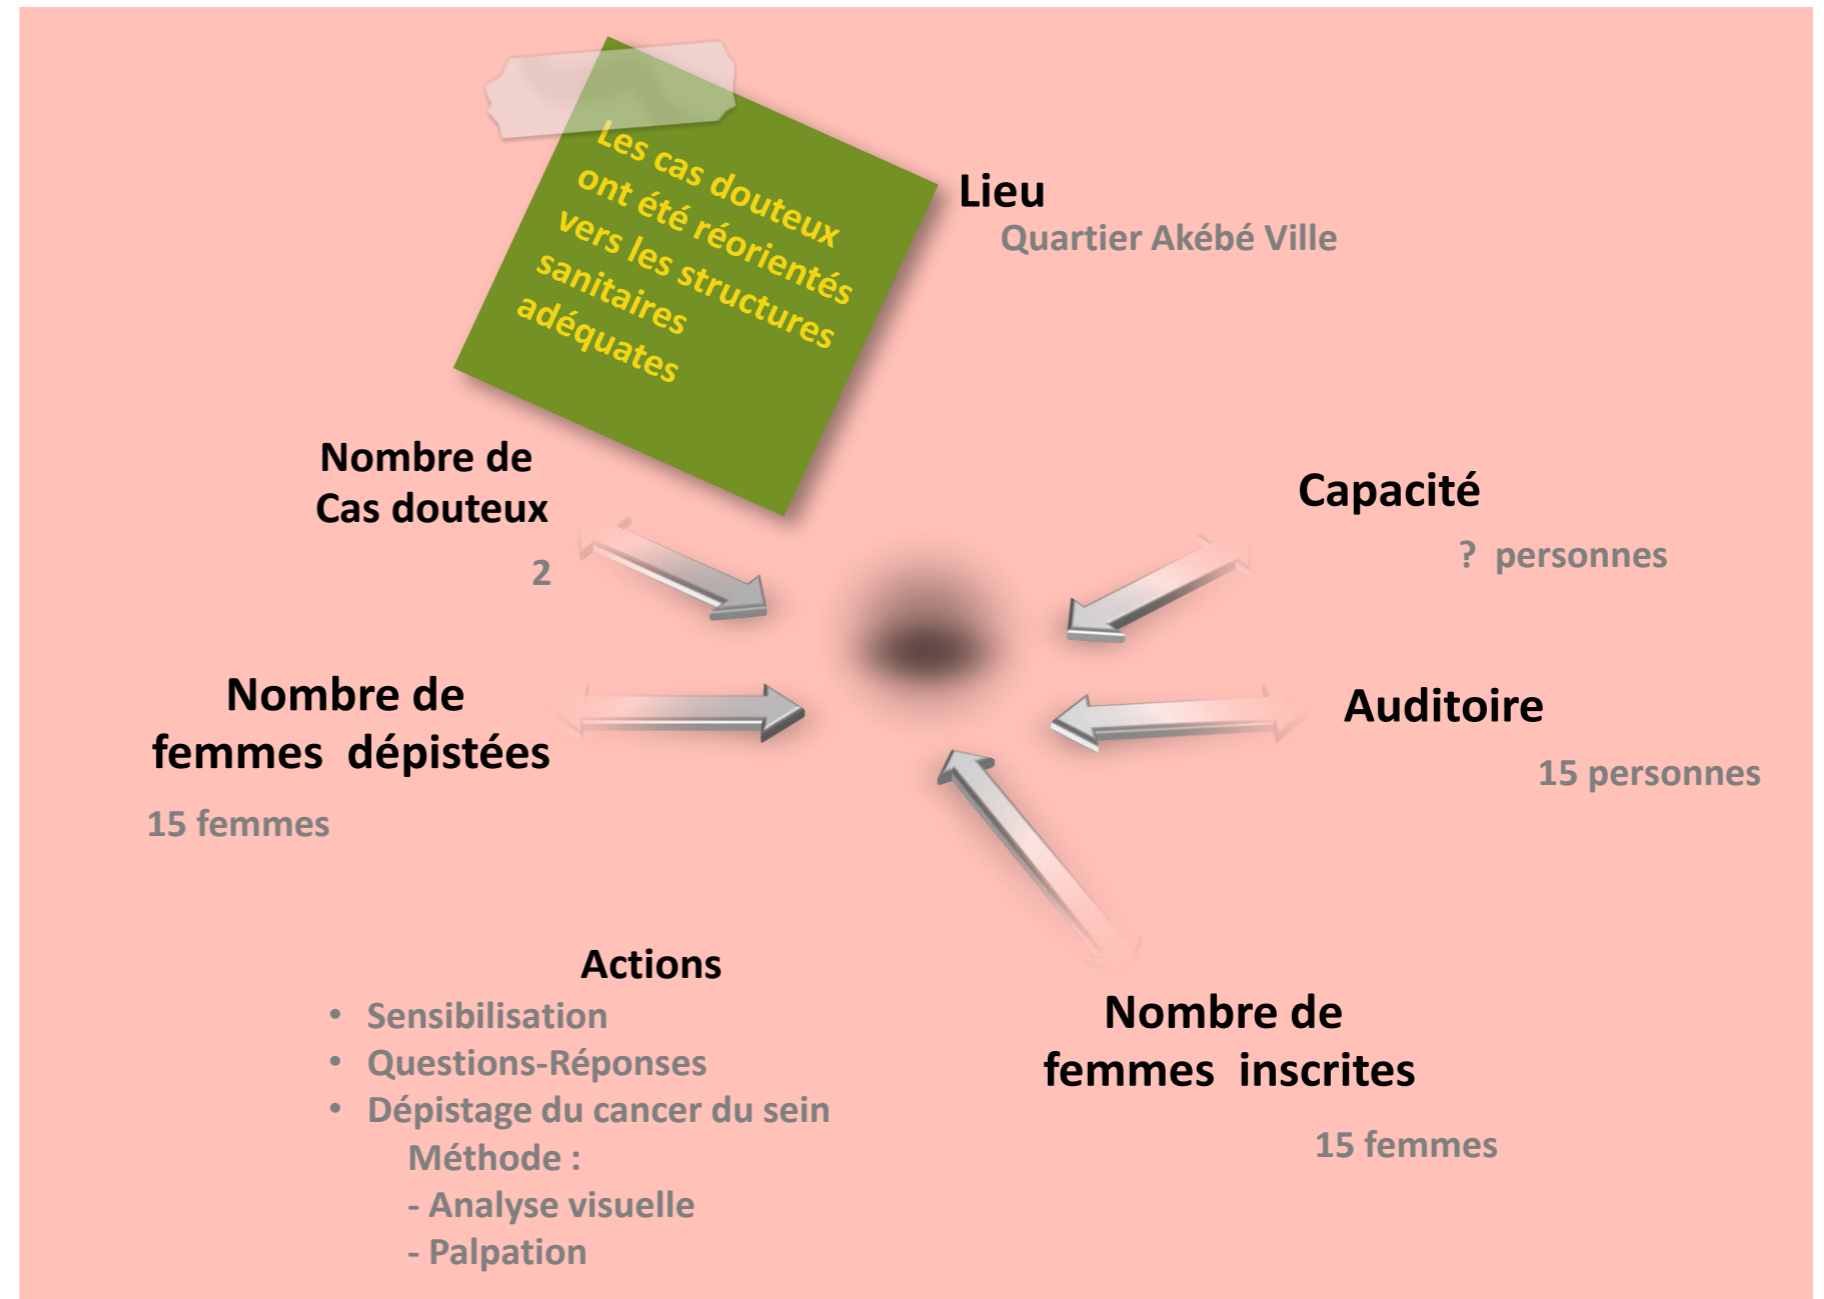 Les cas douteux
ont été réorientés
vers les structures
sanitaires
adéquates
Lieu
Quartier Akébé Ville
Nombre de
Cas douteux
2
Capacité
? personnes
Nombre de
femmes dépistées
15 femmes
Auditoire
15 personnes
Actions
• Sensibilisation
• Questions-Réponses
• Dépistage du cancer du sein
Méthode :
- Analyse visuelle
- Palpation
Nombre de
femmes inscrites
15 femmes